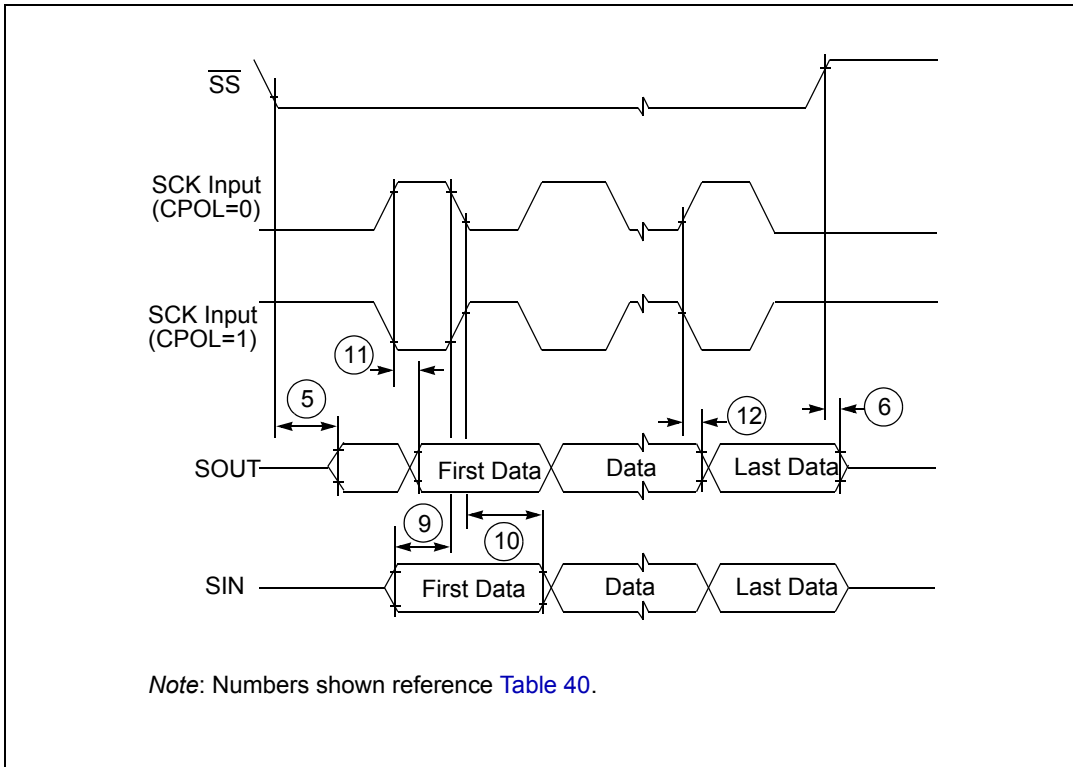 SS
SCK Input
(CPOL=0)
SCK Input
(CPOL=1)
11
5
12
6
SOUT
First Data
Data
Last Data
9
10
SIN
First Data
Data
Last Data
Note: Numbers shown reference Table 40.